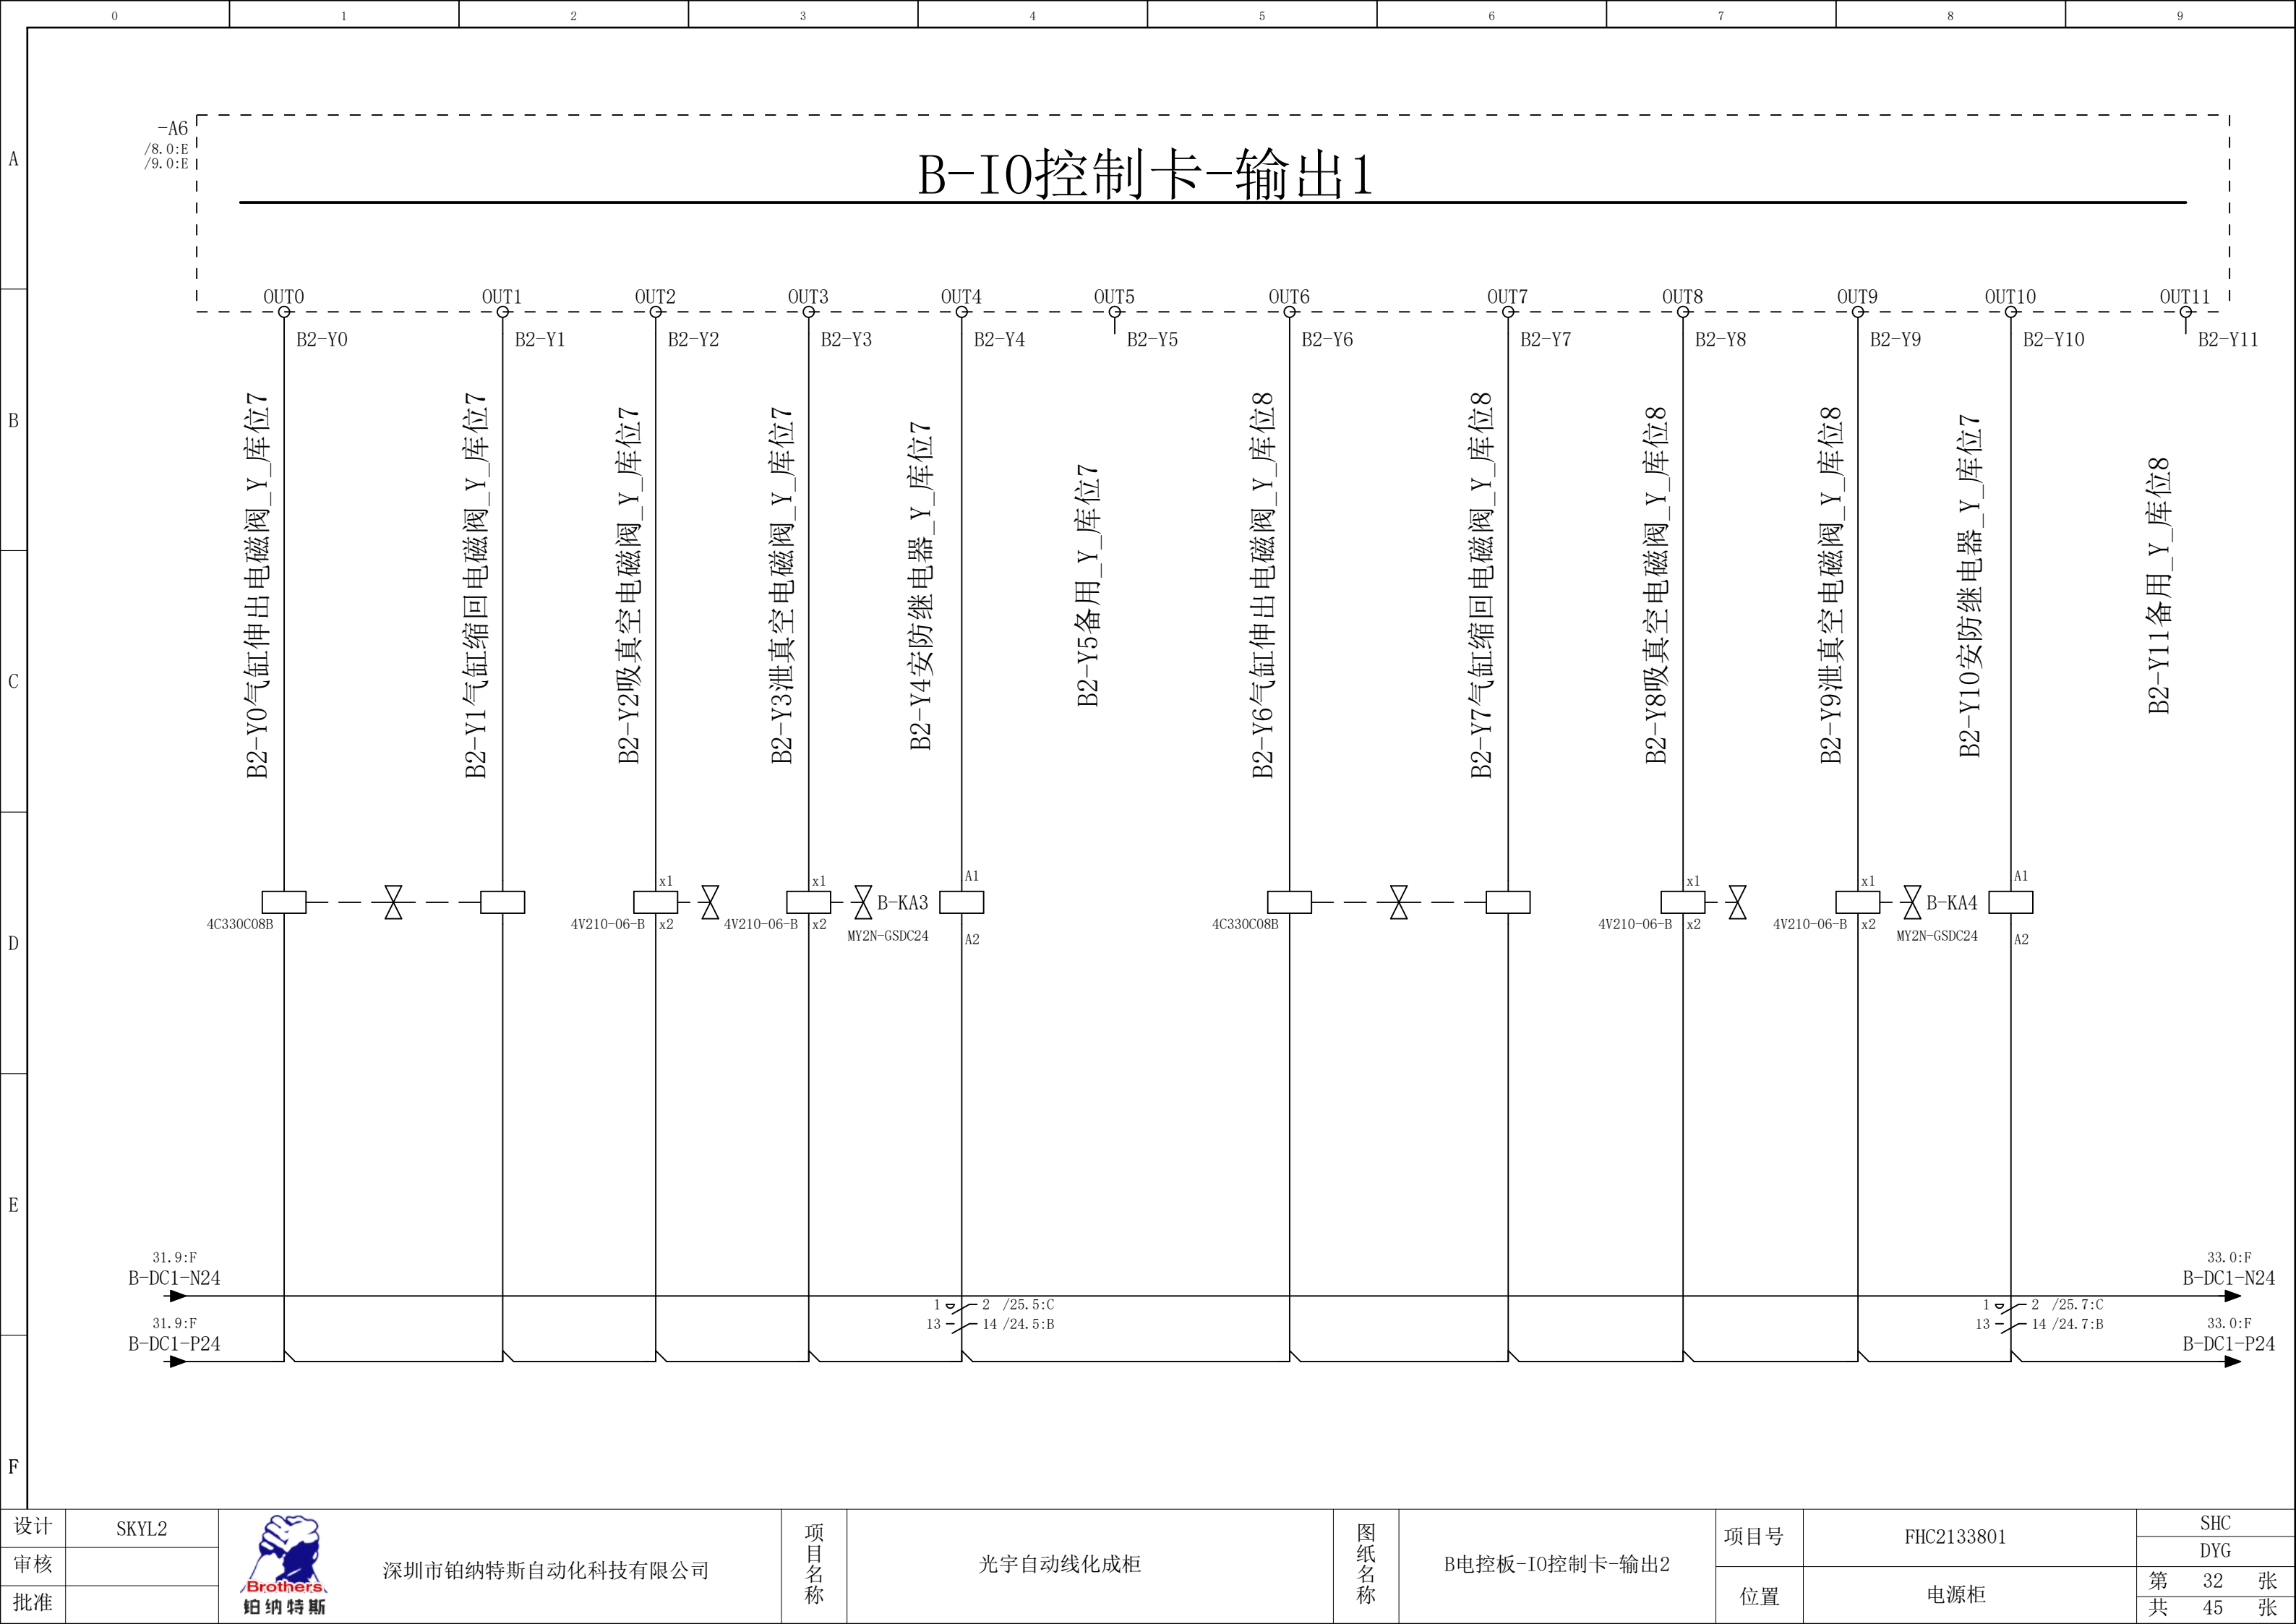 0 1 2 3 4 5 6 7 8 9
A
B
C
D
E
F
-A6
/8.0:E
/9.0:E
B-IO控制卡-输出1
OUT0 OUT1 OUT2 OUT3 OUT4 OUT5 OUT6 OUT7 OUT8 OUT9 OUT10 OUT11
B2-Y0 B2-Y1 B2-Y2 B2-Y3 B2-Y4 B2-Y5 B2-Y6 B2-Y7 B2-Y8 B2-Y9 B2-Y10 B2-Y11
B2-Y0气缸伸出电磁阀_Y_库位7
B2-Y1气缸缩回电磁阀_Y_库位7
B2-Y2吸真空电磁阀_Y_库位7
B2-Y3泄真空电磁阀_Y_库位7
B2-Y4安防继电器_Y_库位7
B2-Y5备用_Y_库位7
B2-Y6气缸伸出电磁阀_Y_库位8
B2-Y7气缸缩回电磁阀_Y_库位8
B2-Y8吸真空电磁阀_Y_库位8
B2-Y9泄真空电磁阀_Y_库位8
B2-Y10安防继电器_Y_库位7
B2-Y11备用_Y_库位8
x1 x1 A1 x1 x1 A1
B-KA3 B-KA4
4C330C08B 4V210-06-B x2 4V210-06-B x2 4C330C08B 4V210-06-B x2 4V210-06-B x2
MY2N-GSDC24 A2 MY2N-GSDC24 A2
31.9:F 33.0:F
B-DC1-N24 B-DC1-N24
1 2 /25.5:C 1 2 /25.7:C
13 14 /24.5:B 13 14 /24.7:B
31.9:F 33.0:F
B-DC1-P24 B-DC1-P24
设计 SKYL2
审核
批准
Brothers
铂纳特斯
深圳市铂纳特斯自动化科技有限公司
项目名称
光宇自动线化成柜
图纸名称
B电控板-IO控制卡-输出2
项目号 FHC2133801
位置 电源柜
SHC
DYG
第 32 张
共 45 张